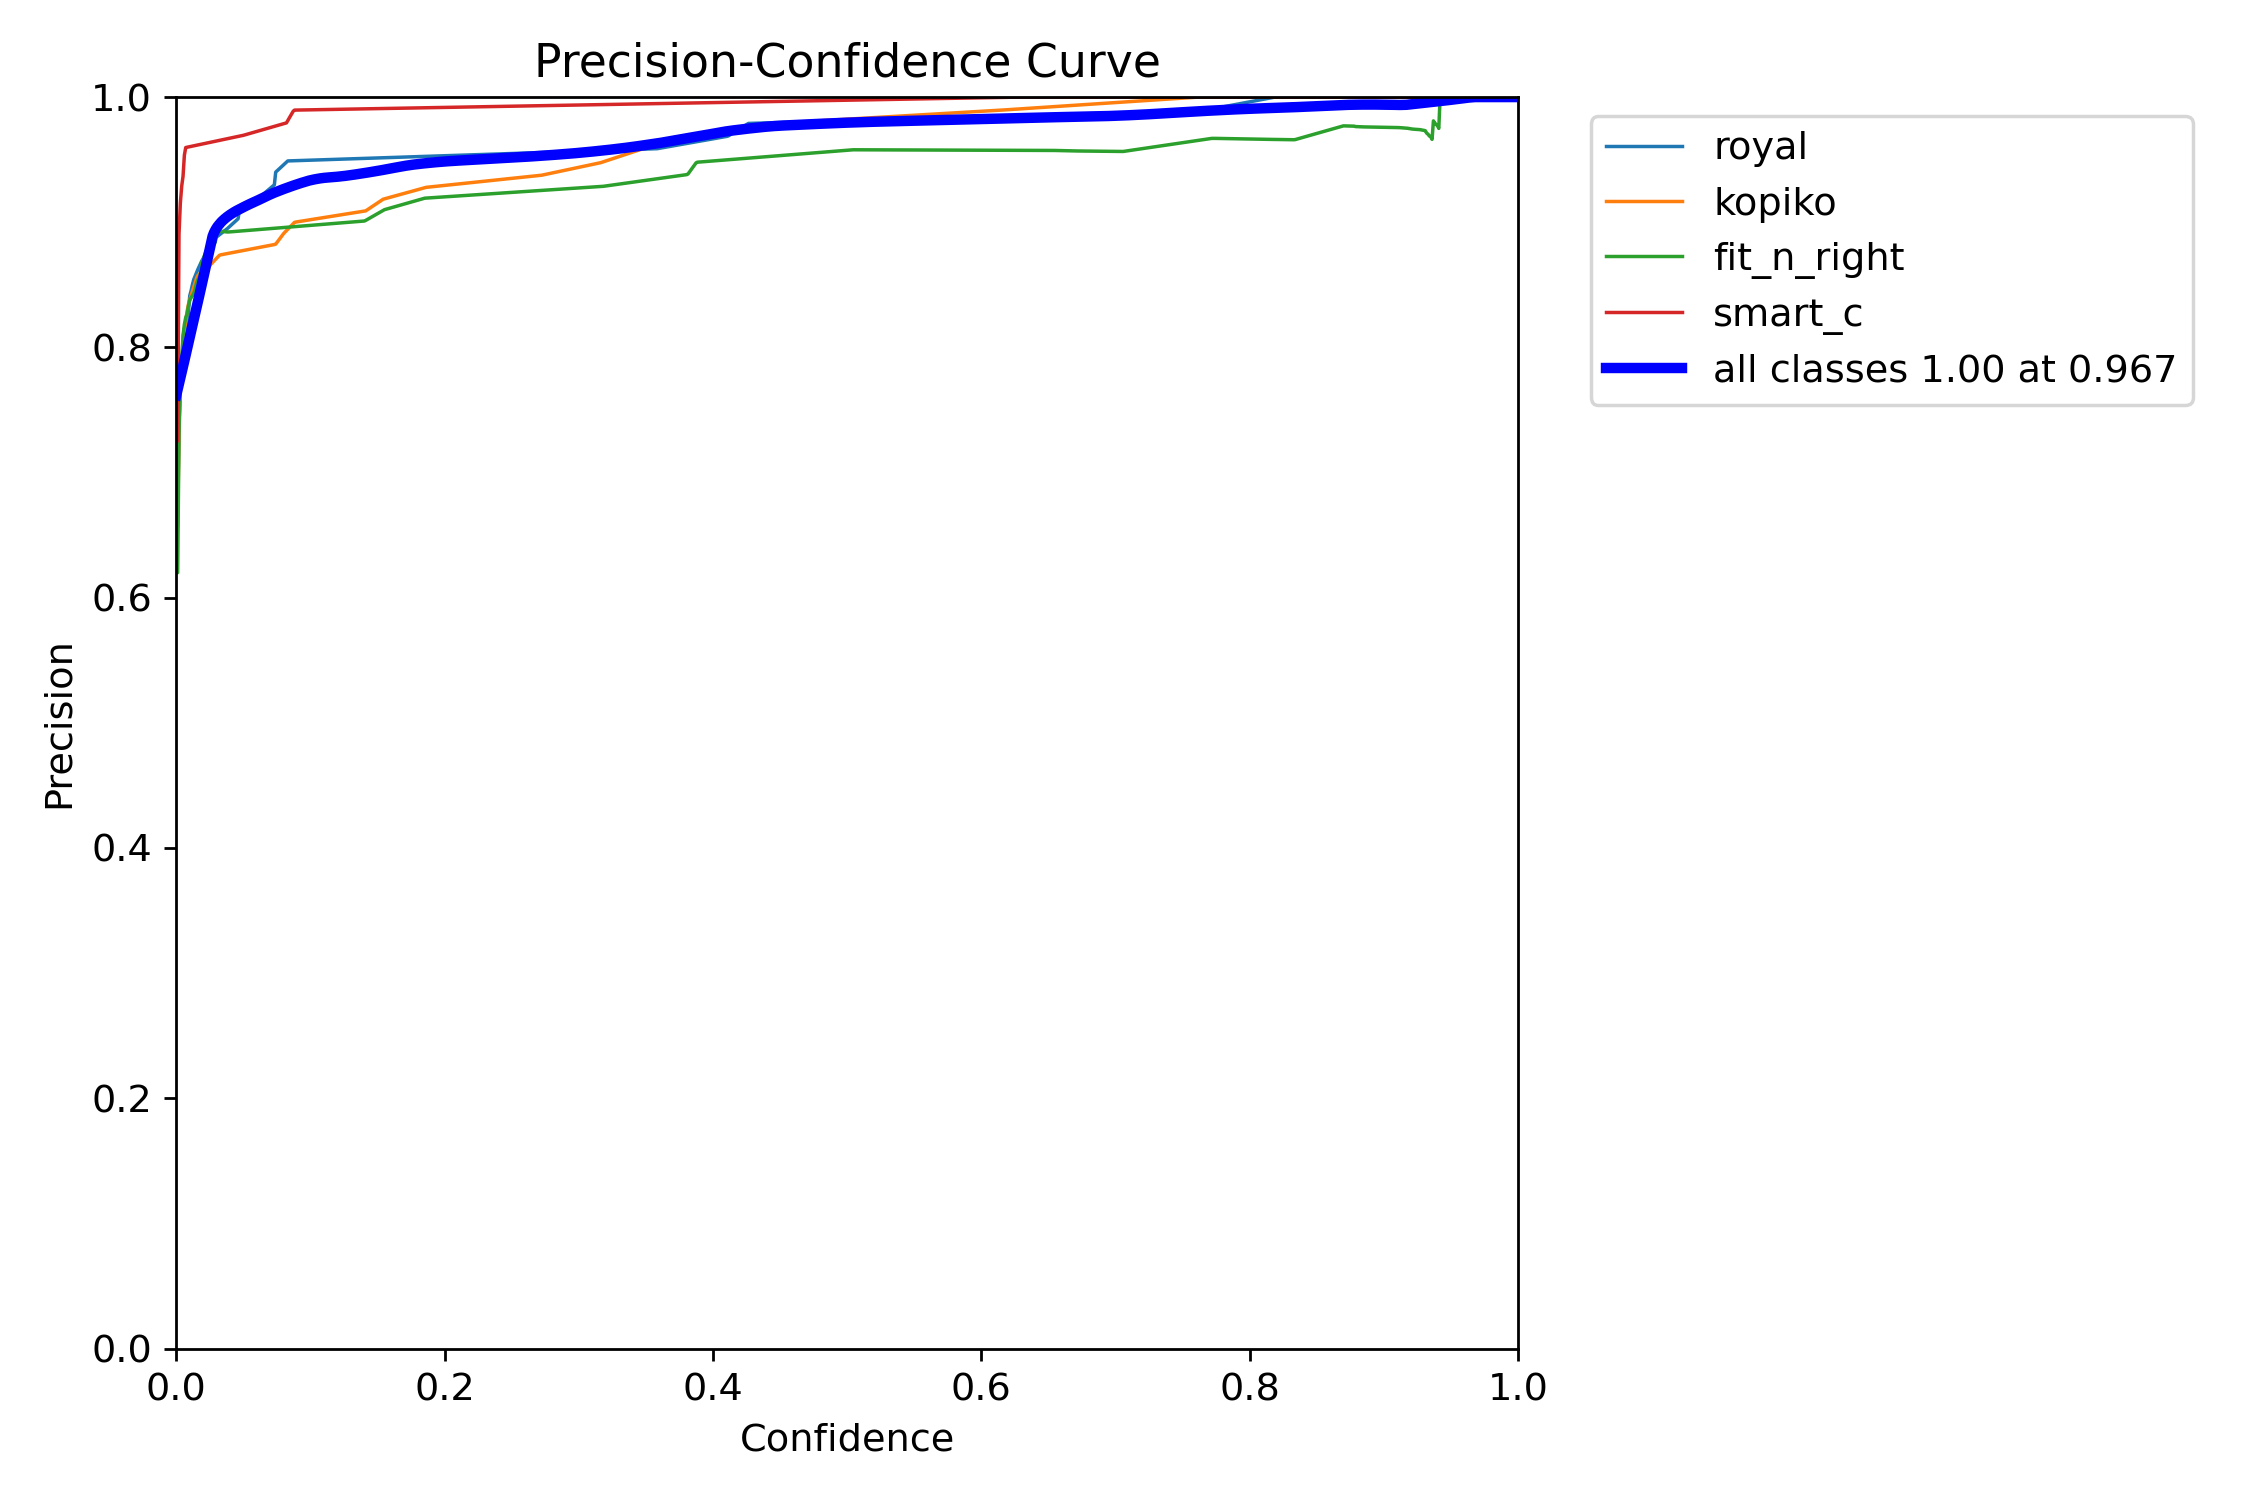 Precision-Confidence Curve
1.0
0.8
0.6
0.4
0.2
0.0
Precision
0.0 0.2 0.4 0.6 0.8 1.0
Confidence
royal
kopiko
fit_n_right
smart_c
all classes 1.00 at 0.967